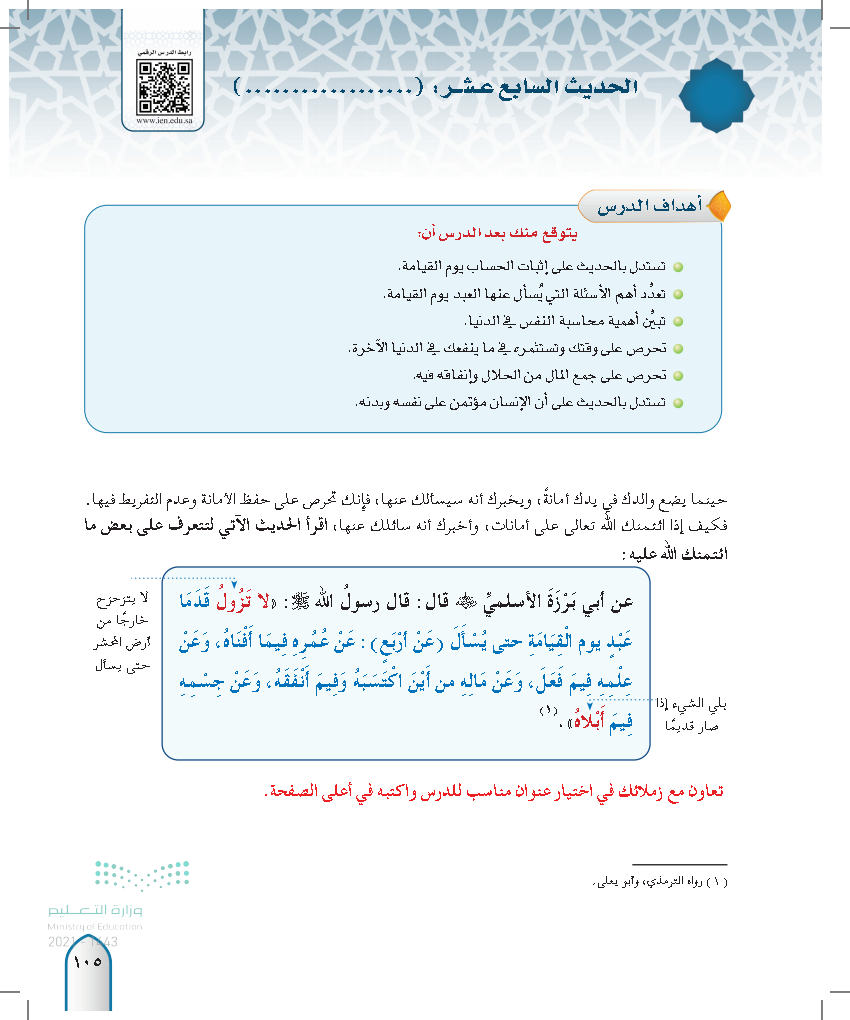 رابط الدرس الرقمي
www.ien.edu.sa
الحديث السابع عشر: (..................)
أهداف الدرس
يتوقع منك بعد الدرس أن:
تستدل بالحديث على إثبات الحساب يوم القيامة.
تعدُّد أهم الأسئلة التي يُسأل عنها العبد يوم القيامة.
تبيُّن أهمية محاسبة النفس في الدنيا.
تحرص على وقتك وتستثمره في ما ينفعك في الدنيا الآخرة.
تحرص على جمع المال من الحلال وإنفاقه فيه.
تستدل بالحديث على أن الإنسان مؤتمن على نفسه وبدنه.
حينما يضع والدك في يدك أمانةً، ويخبرك أنه سيسألك عنها، فإنك تحرص على حفظ الأمانة وعدم التفريط فيها.
فكيف إذا ائتمنك الله تعالى على أمانات، وأخبرك أنه سائلك عنها، اقرأ الحديث الآتي لتتعرف على بعض ما
ائتمنك الله عليه:
عن أبي بَرْزَةَ الأسلميِّ ﵁ قال: قال رسولُ الله ﷺ: «لا تَزُولُ قَدَمَا
عَبْدٍ يوم الْقِيَامَةِ حتى يُسْأَلَ (عَنْ أرْبَعٍ): عَنْ عُمُرِهِ فِيمَا أَفْنَاهُ، وَعَنْ
عِلْمِهِ فِيمَ فَعَلَ، وَعَنْ مَالِهِ من أَيْنَ اكْتَسَبَهُ وَفِيمَ أَنْفَقَهُ، وَعَنْ جِسْمِهِ
فِيمَ أَبْلَاهُ».(١)
لا يتزحزح
خارجًا من
أرض المحشر
حتى يسأل
بلي الشيء إذا
صار قديمًا
تعاون مع زملائك في اختيار عنوان مناسب للدرس واكتبه في أعلى الصفحة.
(١) رواه الترمذي، وأبو يعلى.
وزارة التعليم
Ministry of Education
2021 - 1443
١٠٥